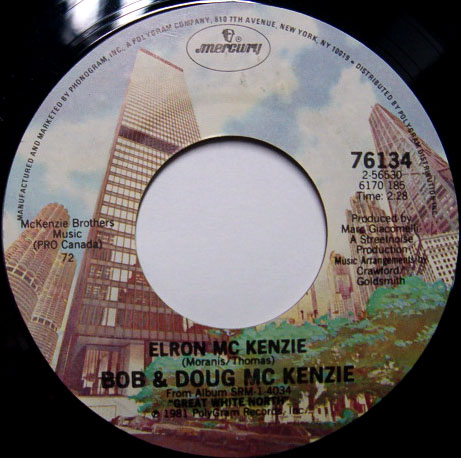 MANUFACTURED AND MARKETED BY PHONOGRAM, INC., A POLYGRAM COMPANY, 810 7TH AVENUE, NEW YORK, NY 10019 • DISTRIBUTED BY POLYGRAM DISTRIBUTION, INC.
mercury ®
76134
2-56530
6170 185
Time: 2:28
McKenzie Brothers
Music
(PRO Canada)
72
Produced by
Marc Giacomelli
A Streetnoise
Production
Music Arrangements by
Crawford/
Goldsmith
ELRON MC KENZIE
(Moranis/Thomas)
BOB & DOUG MC KENZIE
From Album SRM-1-4034
"GREAT WHITE NORTH"
℗ 1981 PolyGram Records, Inc.